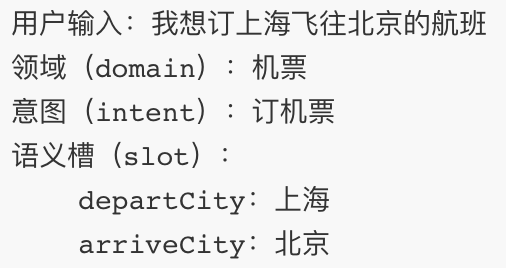 用户输入：我想订上海飞往北京的航班
领域（domain）：机票
意图（intent）：订机票
语义槽（slot）：
departCity：上海
arriveCity：北京